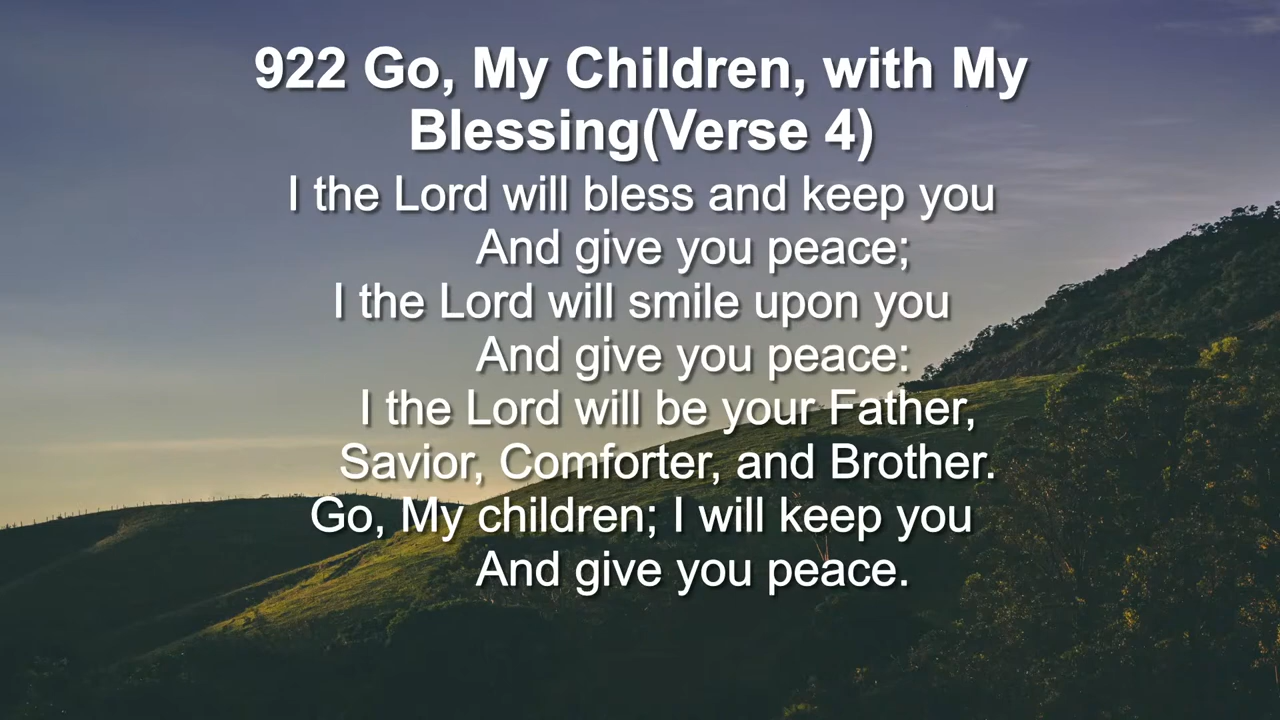 922 Go, My Children, with My
Blessing(Verse 4)
I the Lord will bless and keep you
And give you peace;
I the Lord will smile upon you
And give you peace:
I the Lord will be your Father,
Savior, Comforter, and Brother.
Go, My children; I will keep you
And give you peace.